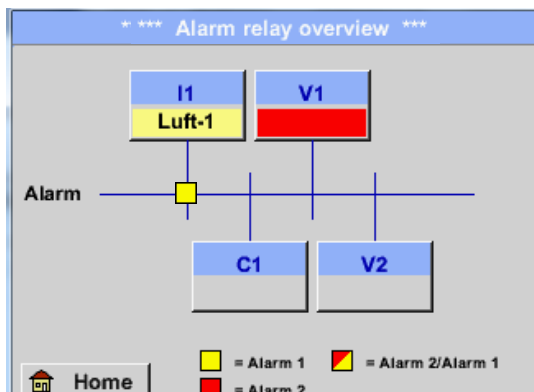 * *** Alarm relay overview ***
I1
V1
Luft-1
Alarm
C1
V2
= Alarm 1
= Alarm 2/Alarm 1
Home
= Alarm 2